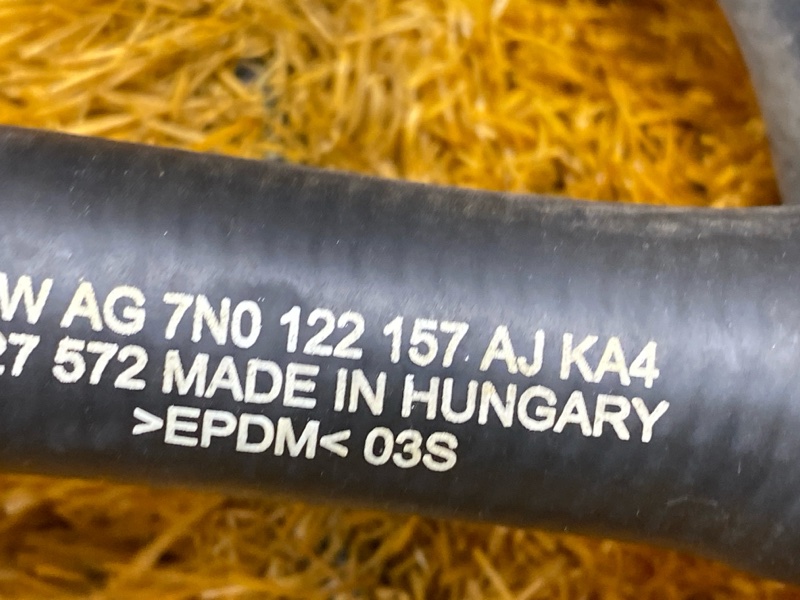 W AG 7N0 122 157 AJ KA4
27 572 MADE IN HUNGARY
>EPDM< 03S